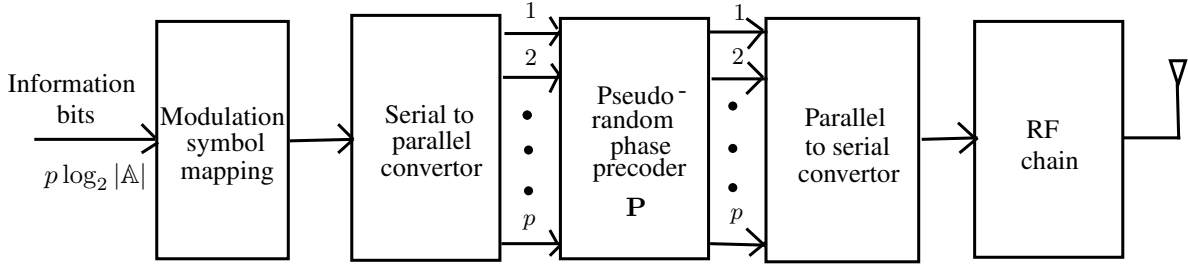 Information
bits
p log₂ |𝔸|
Modulation
symbol
mapping
Serial to
parallel
convertor
1
2
p
Pseudo-
random
phase
precoder
P
1
2
p
Parallel
to serial
convertor
RF
chain